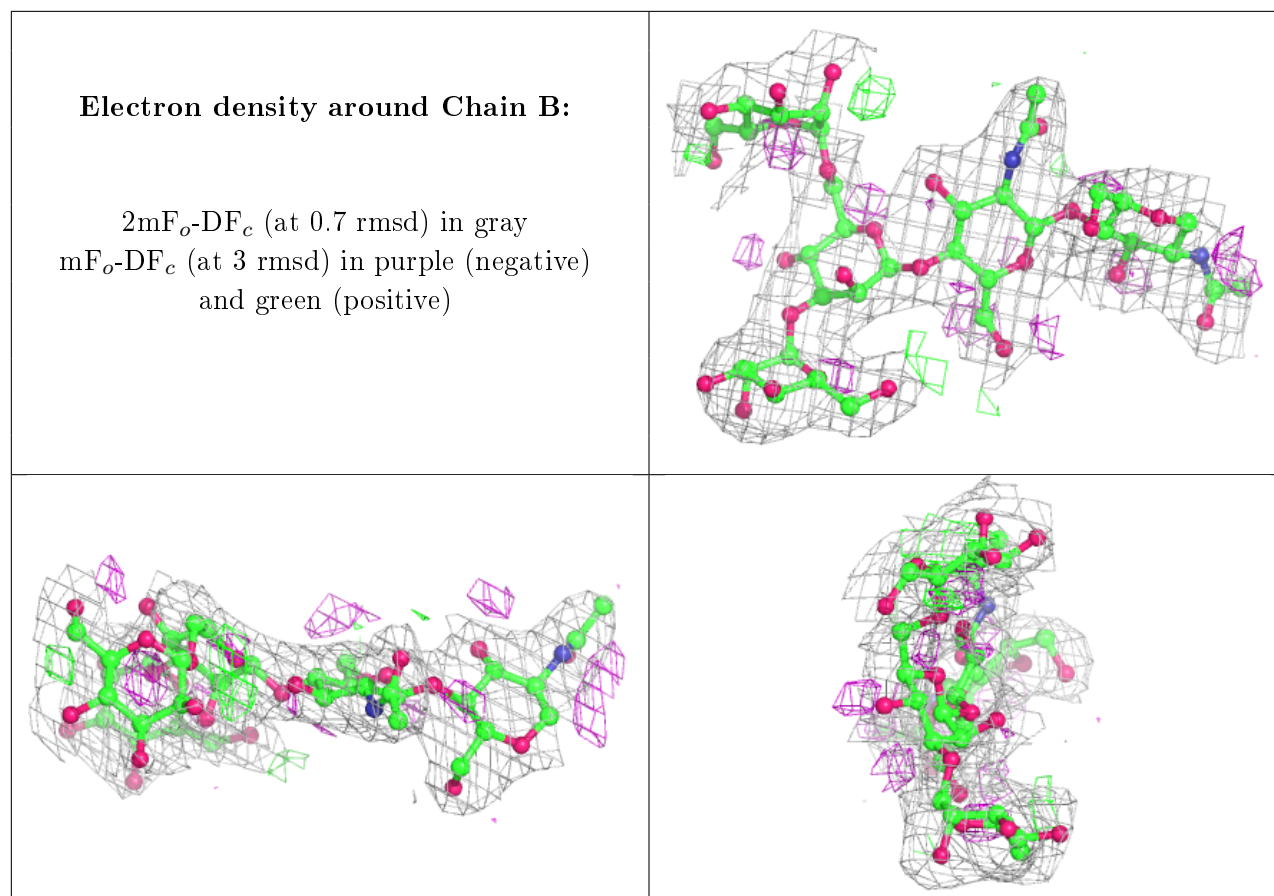 Electron density around Chain B:
2mFₒ-DF𝒸 (at 0.7 rmsd) in gray
mFₒ-DF𝒸 (at 3 rmsd) in purple (negative)
and green (positive)